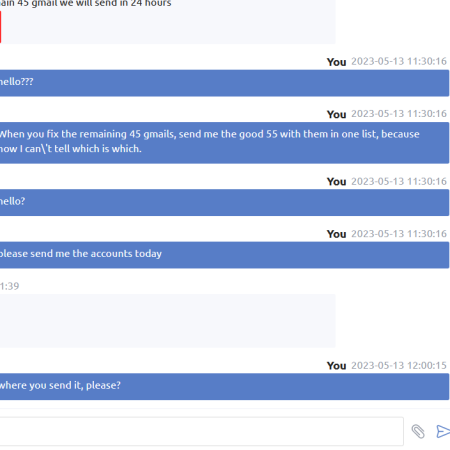 ain 45 gmail we will send in 24 hours
You 2023-05-13 11:30:16
hello???
You 2023-05-13 11:30:16
When you fix the remaining 45 gmails, send me the good 55 with them in one list, because
now I can\'t tell which is which.
You 2023-05-13 11:30:16
hello?
You 2023-05-13 11:30:16
please send me the accounts today
1:39
You 2023-05-13 12:00:15
where you send it, please?